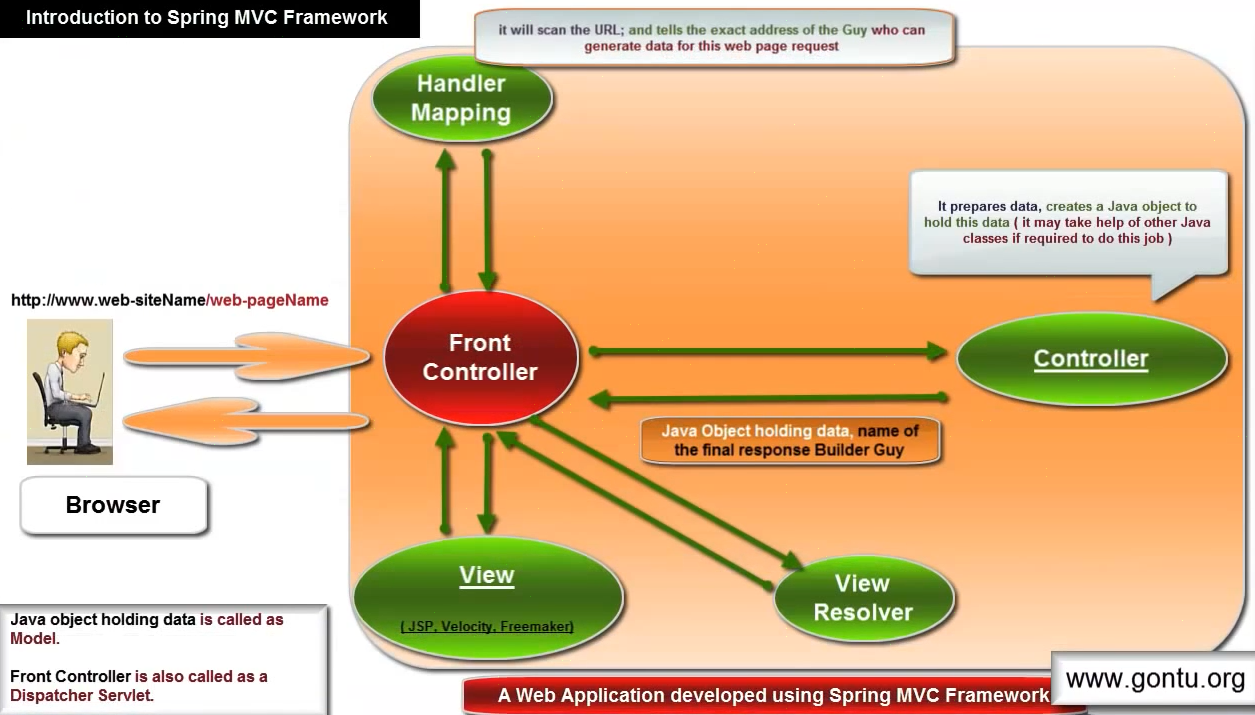 Introduction to Spring MVC Framework
it will scan the URL; and tells the exact address of the Guy who can
generate data for this web page request
Handler
Mapping
It prepares data, creates a Java object to
hold this data ( it may take help of other Java
classes if required to do this job )
http://www.web-siteName/web-pageName
Front
Controller
Controller
Java Object holding data, name of
the final response Builder Guy
Browser
View
( JSP, Velocity, Freemaker)
View
Resolver
Java object holding data is called as
Model.
Front Controller is also called as a
Dispatcher Servlet.
A Web Application developed using Spring MVC Framework
www.gontu.org